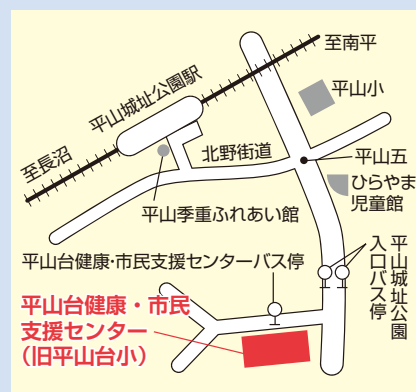 至南平
平山城址公園駅
平山小
至長沼
北野街道
平山五
ひらやま
児童館
平山季重ふれあい館
平山城址公園
入口バス停
平山台健康・市民支援センターバス停
平山台健康・市民
支援センター
（旧平山台小）